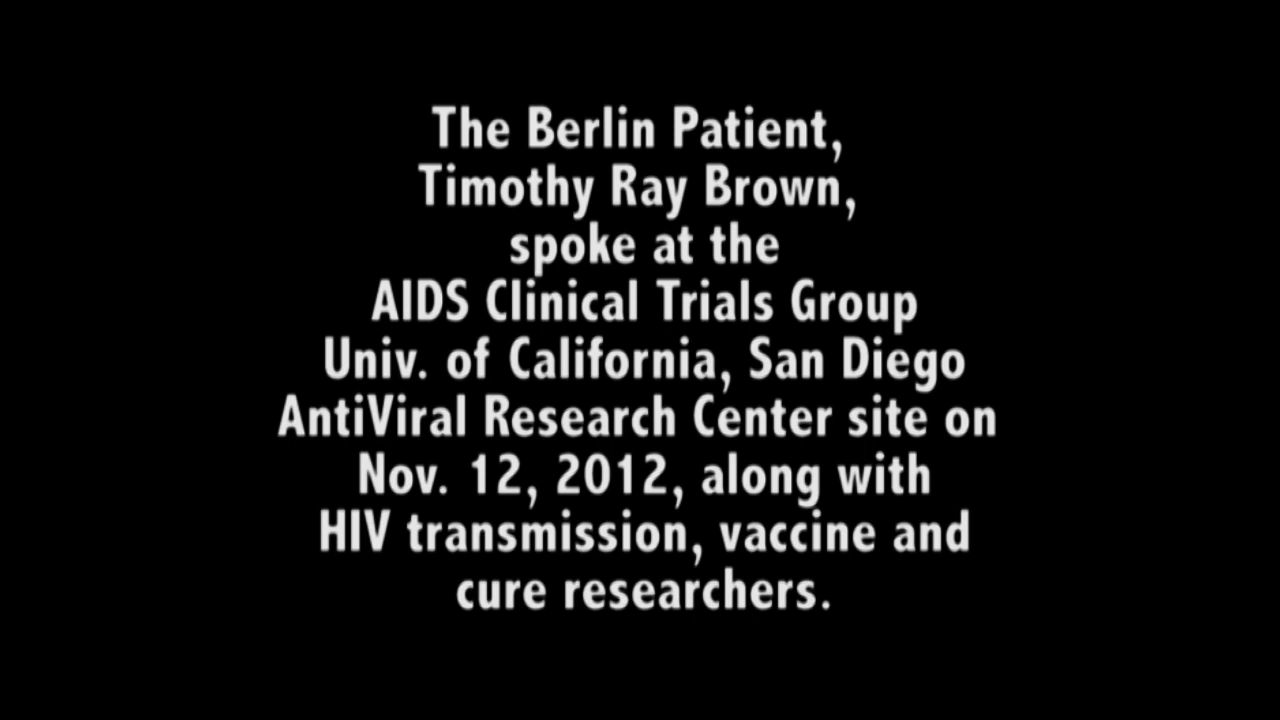 The Berlin Patient,
Timothy Ray Brown,
spoke at the
AIDS Clinical Trials Group
Univ. of California, San Diego
AntiViral Research Center site on
Nov. 12, 2012, along with
HIV transmission, vaccine and
cure researchers.